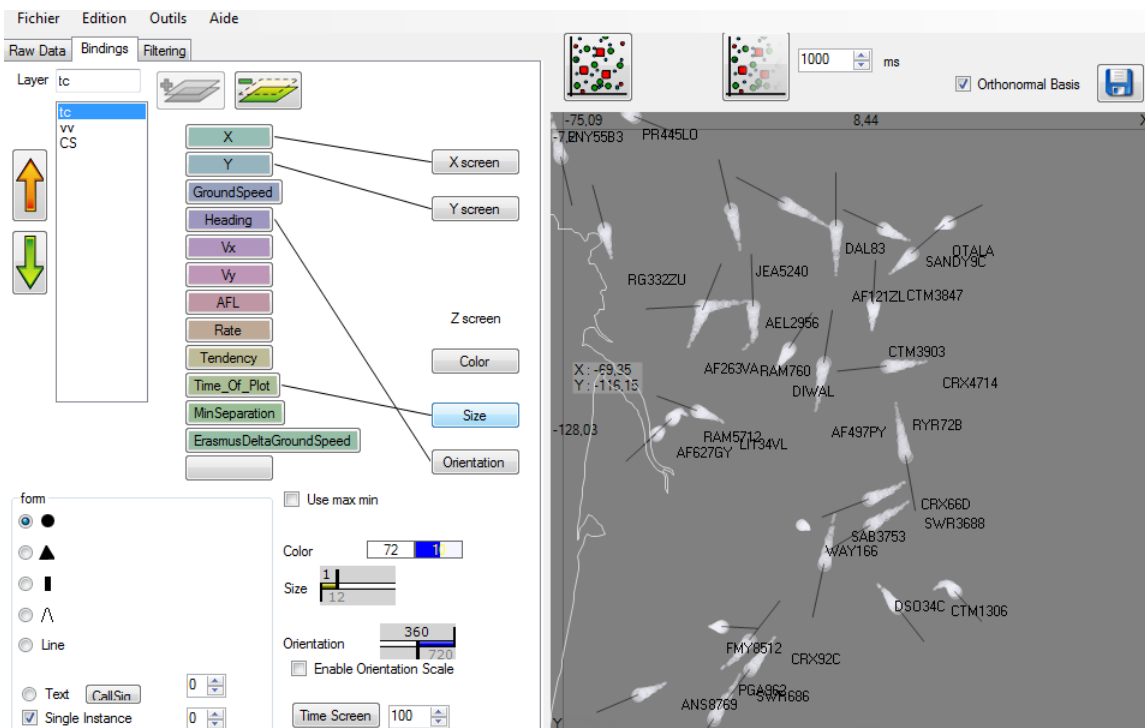 Fichier Edition Outils Aide
Raw Data Bindings Filtering
Layer tc
tc
vv
CS
X
Y
GroundSpeed
Heading
Vx
Vy
AFL
Rate
Tendency
Time_Of_Plot
MinSeparation
ErasmusDeltaGroundSpeed
X screen
Y screen
Z screen
Color
Size
Orientation
form
Line
Text CallSig 0
Single Instance 0
Use max min
Color 72 10
Size 1 12
Orientation 360 720
Enable Orientation Scale
Time Screen 100
1000 ms
Orthonormal Basis
-75,09 8,44 X
ENY55B3 PR445LO
DAL83 OTALA
SANDY9C
RG332ZU JEA5240
AF121ZL CTM3847
AEL2956
CTM3903
AF263VA RAM760
X : -69,35
Y : -116,15
DIWAL CRX4714
-128,03
RAM5712 LIT34VL AF497PY RYR72B
AF627GY
CRX66D
SWR3688
SAB3753
WAY166
DSO34C CTM1306
FMY8512 CRX92C
PGA962 SWR686
ANS8769
Y